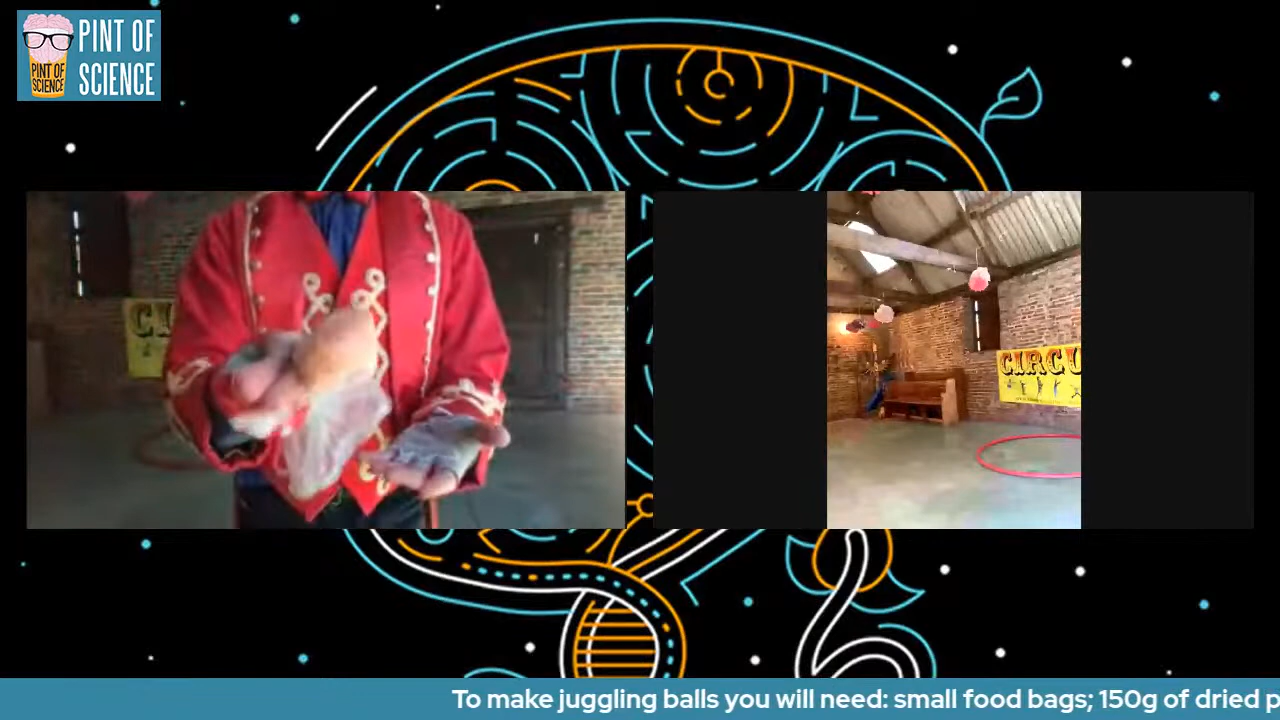 PINT OF
SCIENCE
PINT OF
SCIENCE
CI
CIRCU
To make juggling balls you will need: small food bags; 150g of dried p